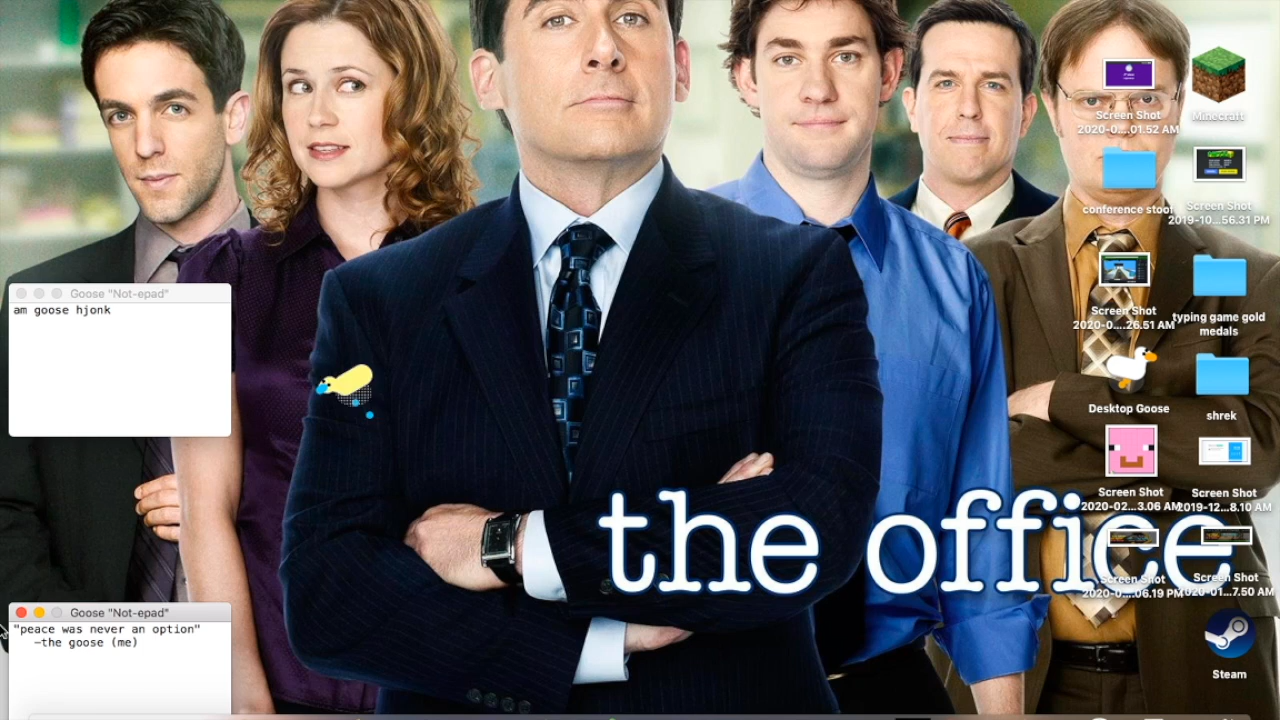 Goose "Not-epad"
am goose hjonk
Goose "Not-epad"
"peace was never an option"
—the goose (me)
the office
Screen Shot
2020-0....01.52 AM
Minecraft
conference stoof
Screen Shot
2019-10...56.31 PM
Screen Shot
2020-0....26.51 AM
typing game gold
medals
Desktop Goose
shrek
Screen Shot
2020-02...3.06 AM
Screen Shot
2019-12...8.10 AM
Screen Shot
2020-0....06.19 PM
Screen Shot
2020-01...7.50 AM
Steam